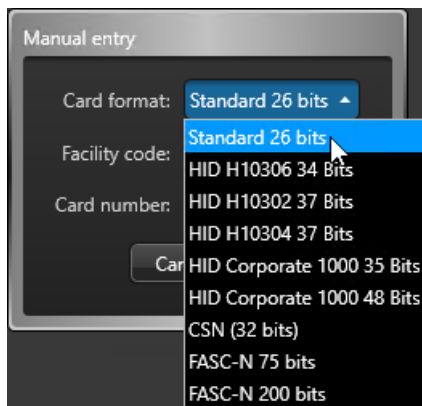 Manual entry
Card format: Standard 26 bits
Standard 26 bits
Facility code:
HID H10306 34 Bits
HID H10302 37 Bits
Card number:
HID H10304 37 Bits
Car
HID Corporate 1000 35 Bits
HID Corporate 1000 48 Bits
CSN (32 bits)
FASC-N 75 bits
FASC-N 200 bits